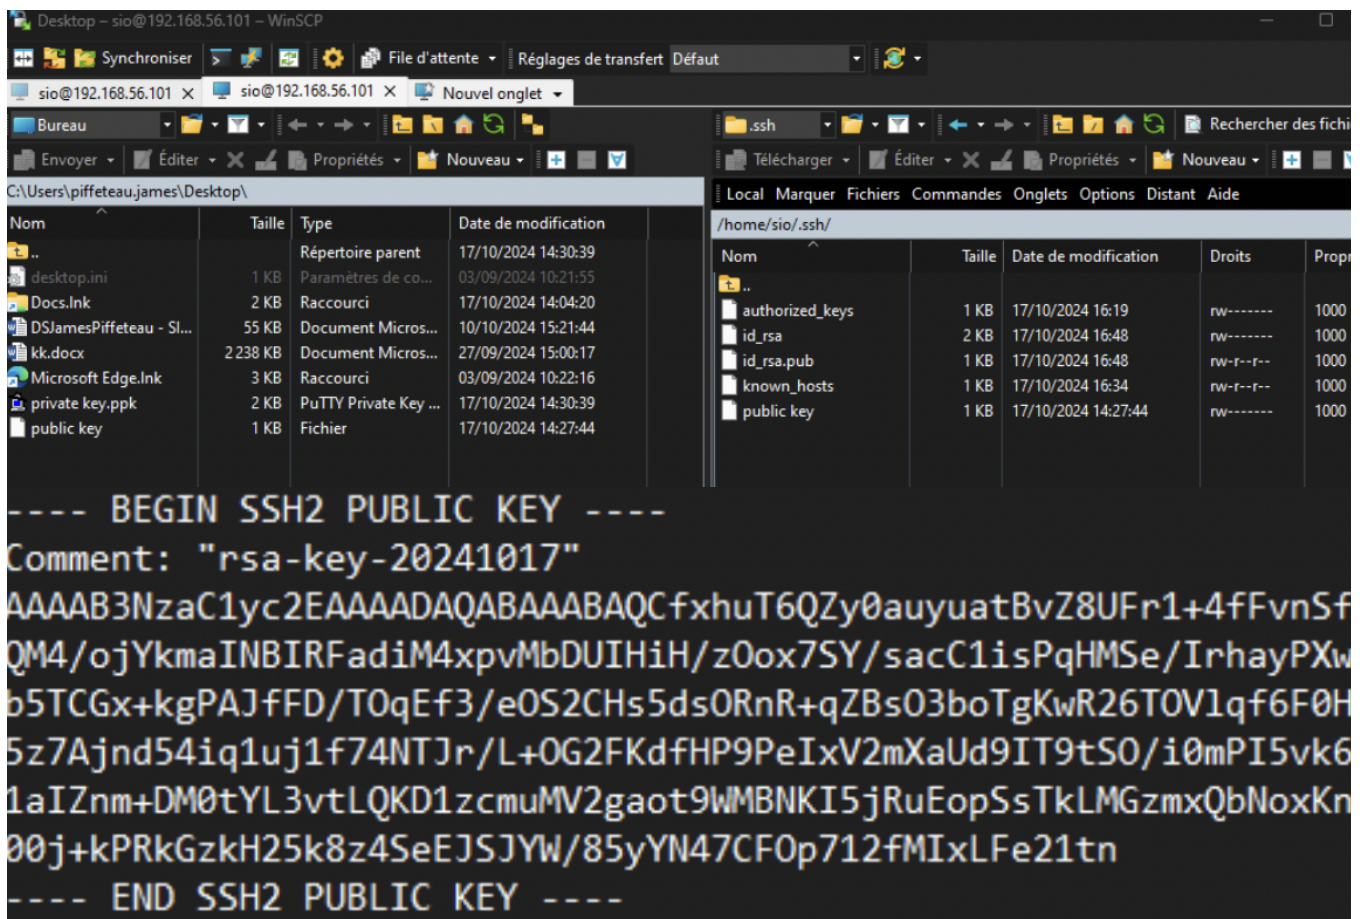 Desktop – sio@192.168.56.101 – WinSCP
Synchroniser File d'attente Réglages de transfert Défaut
sio@192.168.56.101 sio@192.168.56.101 Nouvel onglet
Bureau
Envoyer Éditer Propriétés Nouveau
C:\Users\piffeteau.james\Desktop\
Nom Taille Type Date de modification
.. Répertoire parent 17/10/2024 14:30:39
desktop.ini 1 KB Paramètres de co... 03/09/2024 10:21:55
Docs.lnk 2 KB Raccourci 17/10/2024 14:04:20
DSJamesPiffeteau - Sl... 55 KB Document Micros... 10/10/2024 15:21:44
kk.docx 2 238 KB Document Micros... 27/09/2024 15:00:17
Microsoft Edge.lnk 3 KB Raccourci 03/09/2024 10:22:16
private key.ppk 2 KB PuTTY Private Key ... 17/10/2024 14:30:39
public key 1 KB Fichier 17/10/2024 14:27:44
.ssh Rechercher des fichi
Télécharger Éditer Propriétés Nouveau
Local Marquer Fichiers Commandes Onglets Options Distant Aide
/home/sio/.ssh/
Nom Taille Date de modification Droits Propr
..
authorized_keys 1 KB 17/10/2024 16:19 rw------- 1000
id_rsa 2 KB 17/10/2024 16:48 rw------- 1000
id_rsa.pub 1 KB 17/10/2024 16:48 rw-r--r-- 1000
known_hosts 1 KB 17/10/2024 16:34 rw-r--r-- 1000
public key 1 KB 17/10/2024 14:27:44 rw------- 1000
---- BEGIN SSH2 PUBLIC KEY ----
Comment: "rsa-key-20241017"
AAAAB3NzaC1yc2EAAAADAQABAAABAQCfxhuT6QZy0auyuatBvZ8UFr1+4fFvnSf
QM4/ojYkmaINBIRFadiM4xpvMbDUIHiH/zOox7SY/sacC1isPqHMSe/IrhayPXw
b5TCGx+kgPAJfFD/TOqEf3/eOS2CHs5dsORnR+qZBsO3boTgKwR26TOVlqf6F0H
5z7Ajnd54iq1uj1f74NTJr/L+OG2FKdfHP9PeIxV2mXaUd9IT9tSO/i0mPI5vk6
1aIZnm+DM0tYL3vtLQKD1zcmuMV2gaot9WMBNKI5jRuEopSsTkLMGzmxQbNoxKn
00j+kPRkGzkH25k8z4SeEJSJYW/85yYN47CFOp712fMIxLFe21tn
---- END SSH2 PUBLIC KEY ----